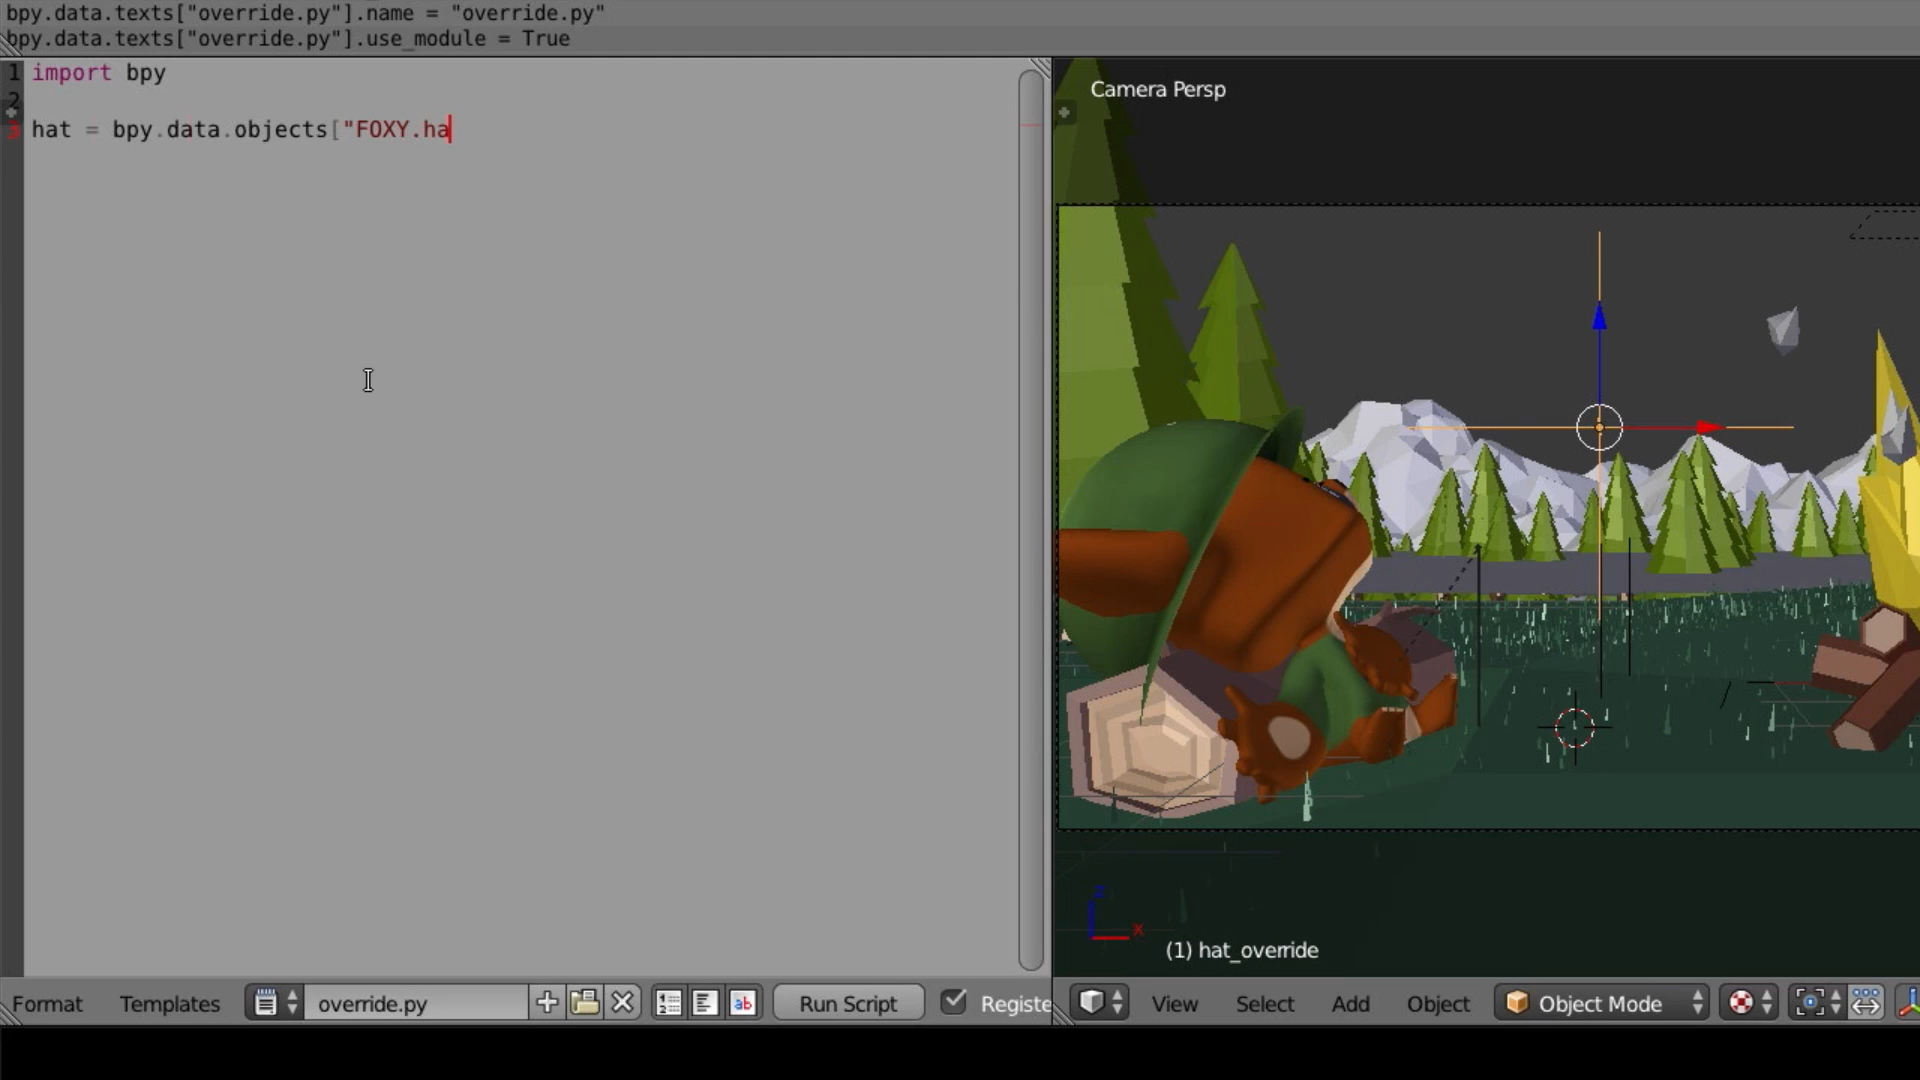 bpy.data.texts["override.py"].name = "override.py"
bpy.data.texts["override.py"].use_module = True
1 import bpy
2
3 hat = bpy.data.objects["FOXY.ha
Camera Persp
z
x
(1) hat_override
Format Templates override.py Run Script Registe
View Select Add Object Object Mode